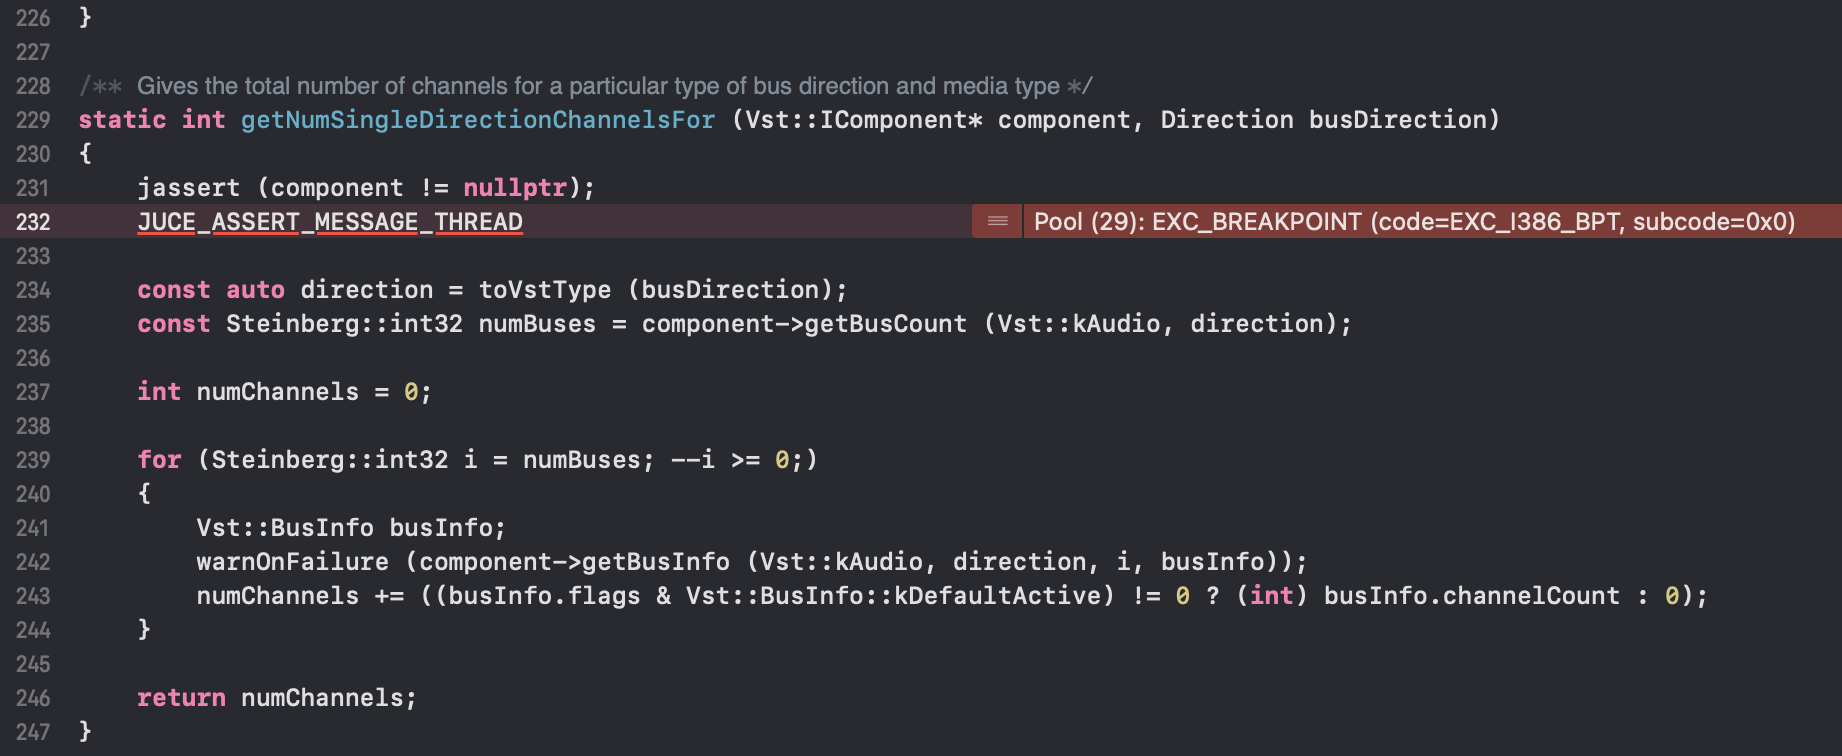 226 }
227
228 /** Gives the total number of channels for a particular type of bus direction and media type */
229 static int getNumSingleDirectionChannelsFor (Vst::IComponent* component, Direction busDirection)
230 {
231 jassert (component != nullptr);
232 JUCE_ASSERT_MESSAGE_THREAD Pool (29): EXC_BREAKPOINT (code=EXC_I386_BPT, subcode=0x0)
233
234 const auto direction = toVstType (busDirection);
235 const Steinberg::int32 numBuses = component->getBusCount (Vst::kAudio, direction);
236
237 int numChannels = 0;
238
239 for (Steinberg::int32 i = numBuses; --i >= 0;)
240 {
241 Vst::BusInfo busInfo;
242 warnOnFailure (component->getBusInfo (Vst::kAudio, direction, i, busInfo));
243 numChannels += ((busInfo.flags & Vst::BusInfo::kDefaultActive) != 0 ? (int) busInfo.channelCount : 0);
244 }
245
246 return numChannels;
247 }